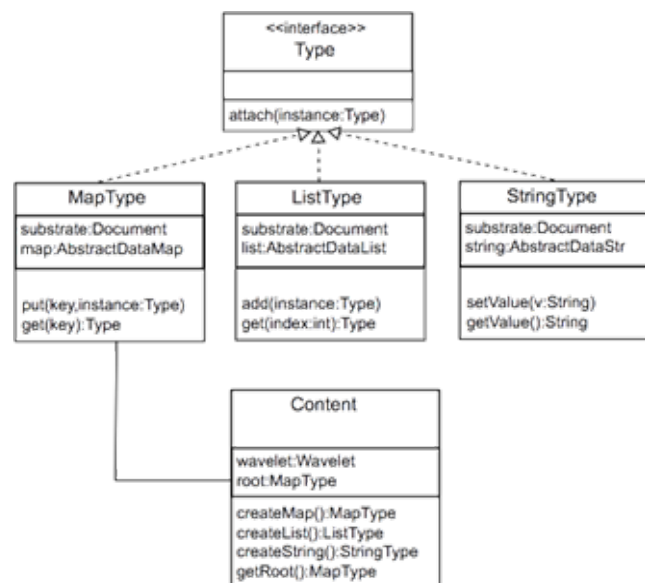 <<interface>>
Type
attach(instance:Type)
MapType
substrate:Document
map:AbstractDataMap
put(key,instance:Type)
get(key):Type
ListType
substrate:Document
list:AbstractDataList
add(instance:Type)
get(index:int):Type
StringType
substrate:Document
string:AbstractDataStr
setValue(v:String)
getValue():String
Content
wavelet:Wavelet
root:MapType
createMap():MapType
createList():ListType
createString():StringType
getRoot():MapType